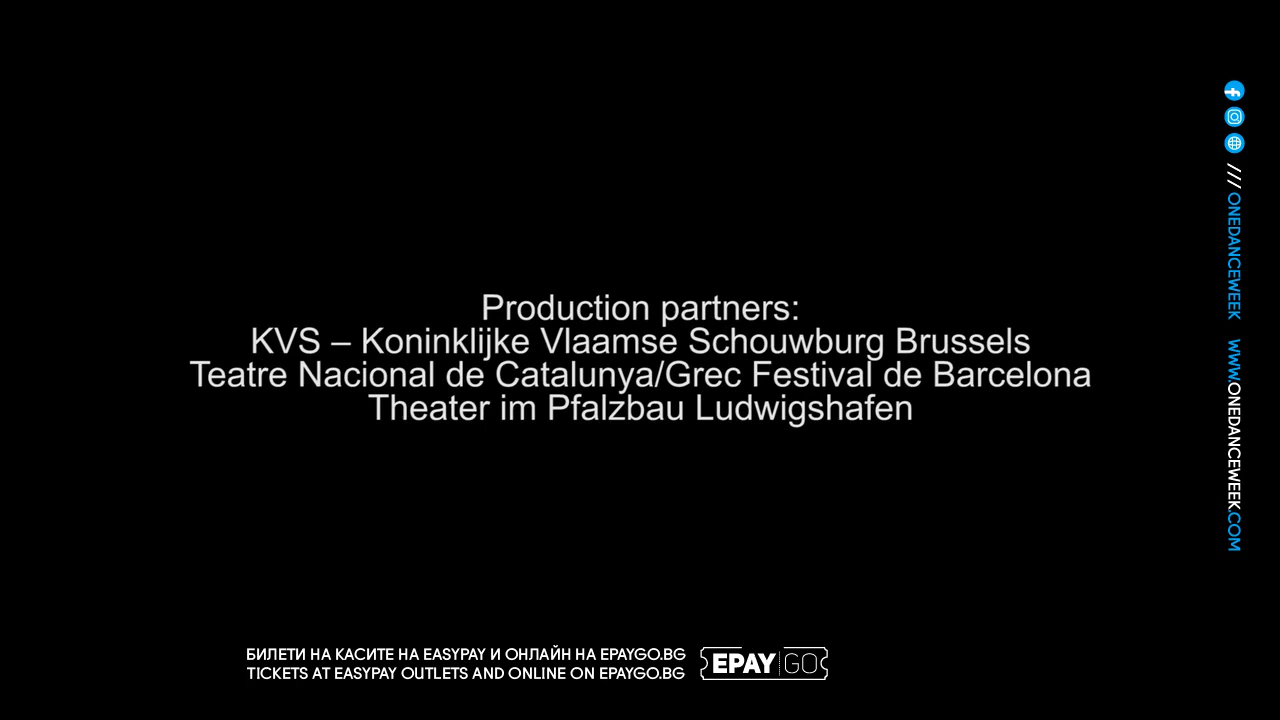 Production partners:
KVS – Koninklijke Vlaamse Schouwburg Brussels
Teatre Nacional de Catalunya/Grec Festival de Barcelona
Theater im Pfalzbau Ludwigshafen
/// ONEDANCEWEEK WWW.ONEDANCEWEEK.COM
БИЛЕТИ НА КАСИТЕ НА EASYPAY И ОНЛАЙН НА EPAYGO.BG
TICKETS AT EASYPAY OUTLETS AND ONLINE ON EPAYGO.BG
EPAY GO